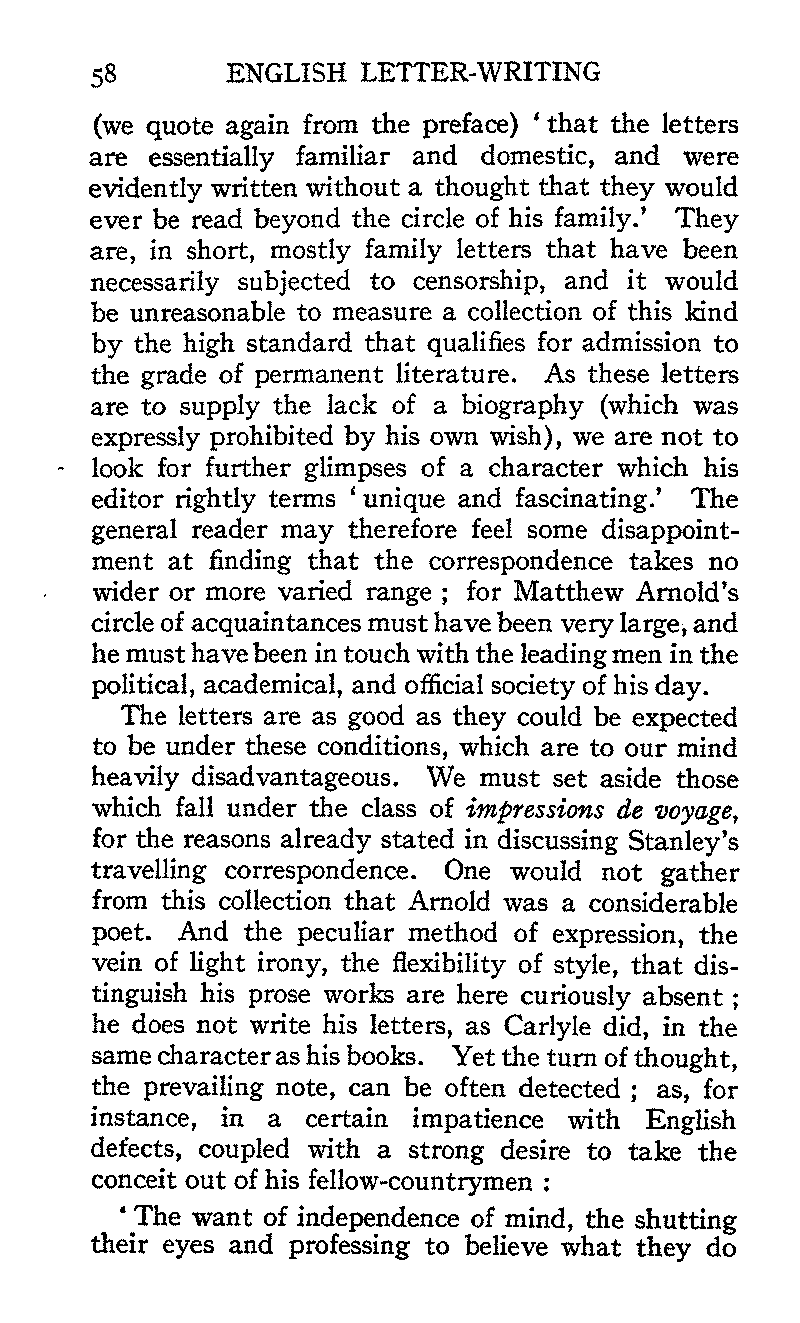 58 ENGLISH LETTER-WRITING
(we quote again from the preface) ‘ that the letters
are essentially familiar and domestic, and were
evidently written without a thought that they would
ever be read beyond the circle of his family.’ They
are, in short, mostly family letters that have been
necessarily subjected to censorship, and it would
be unreasonable to measure a collection of this kind
by the high standard that qualifies for admission to
the grade of permanent literature. As these letters
are to supply the lack of a biography (which was
expressly prohibited by his own wish), we are not to
look for further glimpses of a character which his
editor rightly terms ‘ unique and fascinating.’ The
general reader may therefore feel some disappoint-
ment at finding that the correspondence takes no
wider or more varied range ; for Matthew Arnold’s
circle of acquaintances must have been very large, and
he must have been in touch with the leading men in the
political, academical, and official society of his day.
The letters are as good as they could be expected
to be under these conditions, which are to our mind
heavily disadvantageous. We must set aside those
which fall under the class of impressions de voyage,
for the reasons already stated in discussing Stanley’s
travelling correspondence. One would not gather
from this collection that Arnold was a considerable
poet. And the peculiar method of expression, the
vein of light irony, the flexibility of style, that dis-
tinguish his prose works are here curiously absent ;
he does not write his letters, as Carlyle did, in the
same character as his books. Yet the turn of thought,
the prevailing note, can be often detected ; as, for
instance, in a certain impatience with English
defects, coupled with a strong desire to take the
conceit out of his fellow-countrymen :
‘ The want of independence of mind, the shutting
their eyes and professing to believe what they do